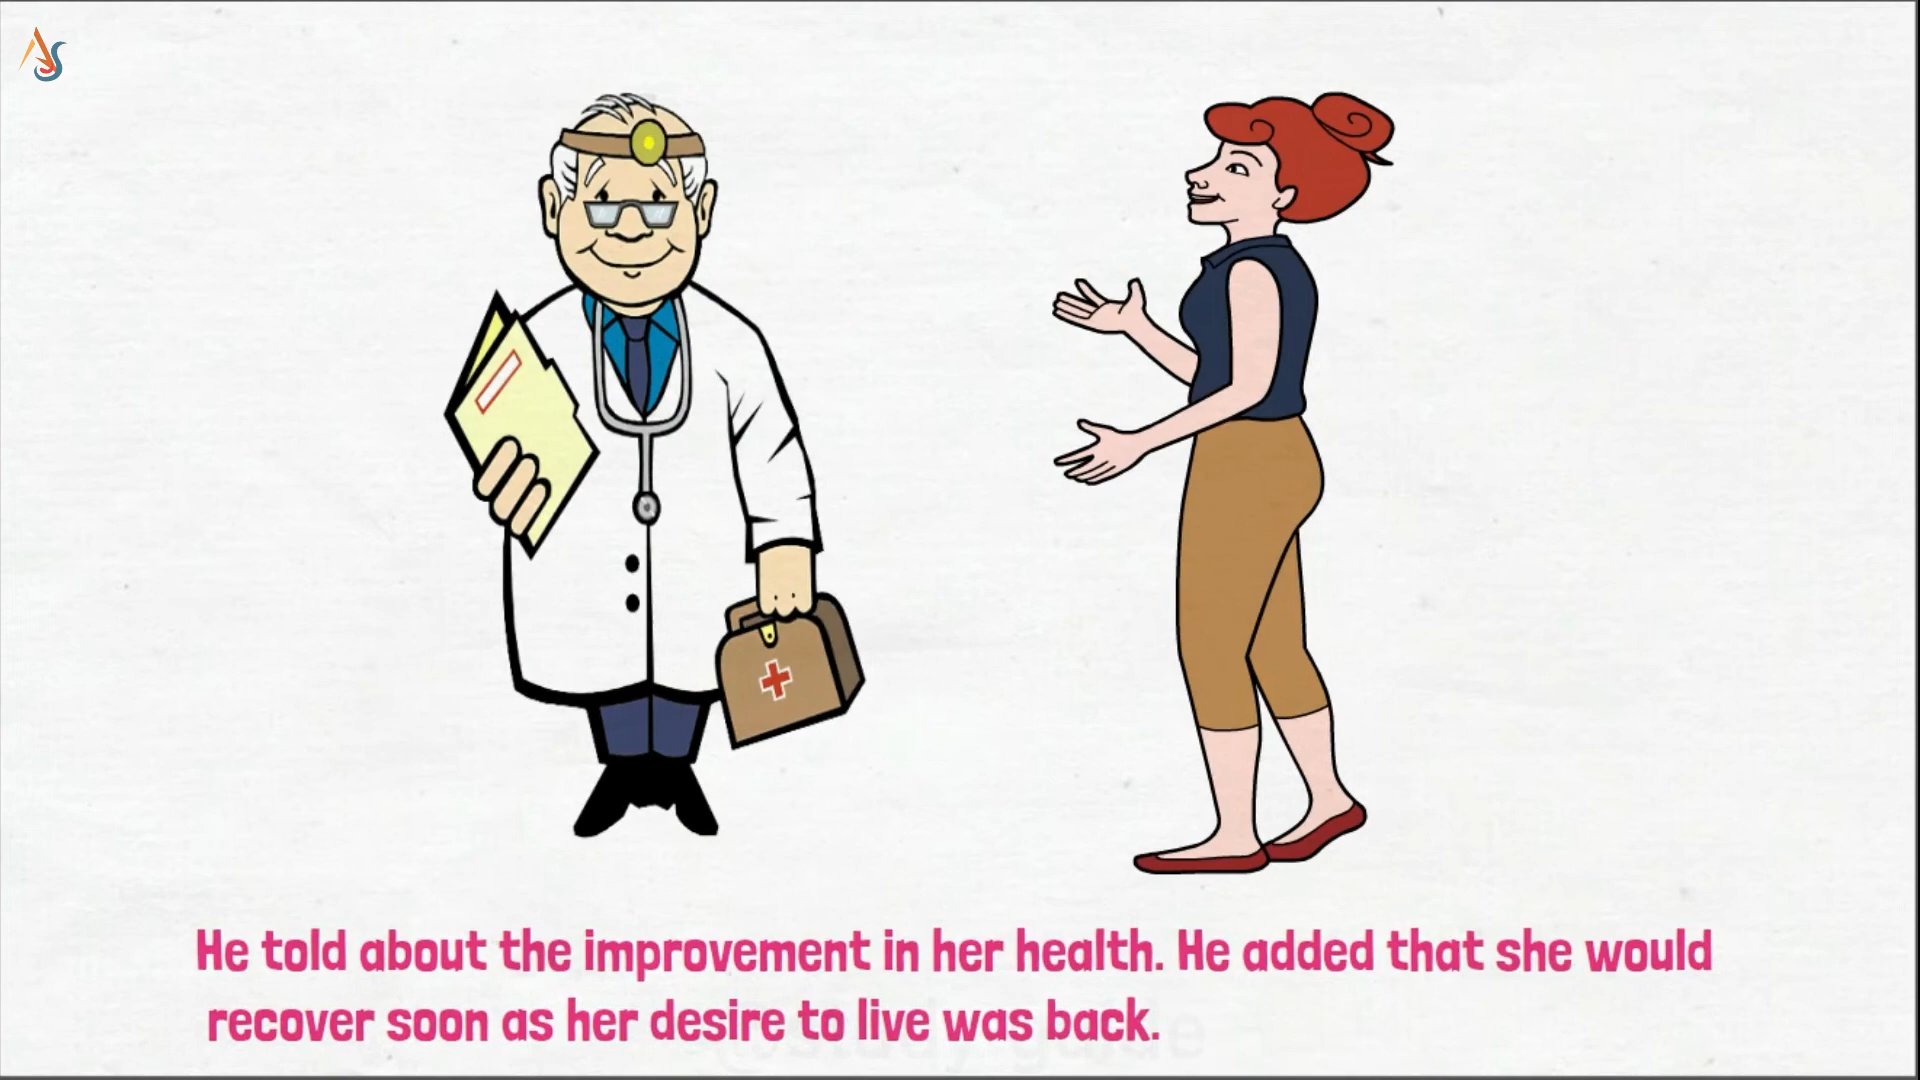 He told about the improvement in her health. He added that she would
recover soon as her desire to live was back.